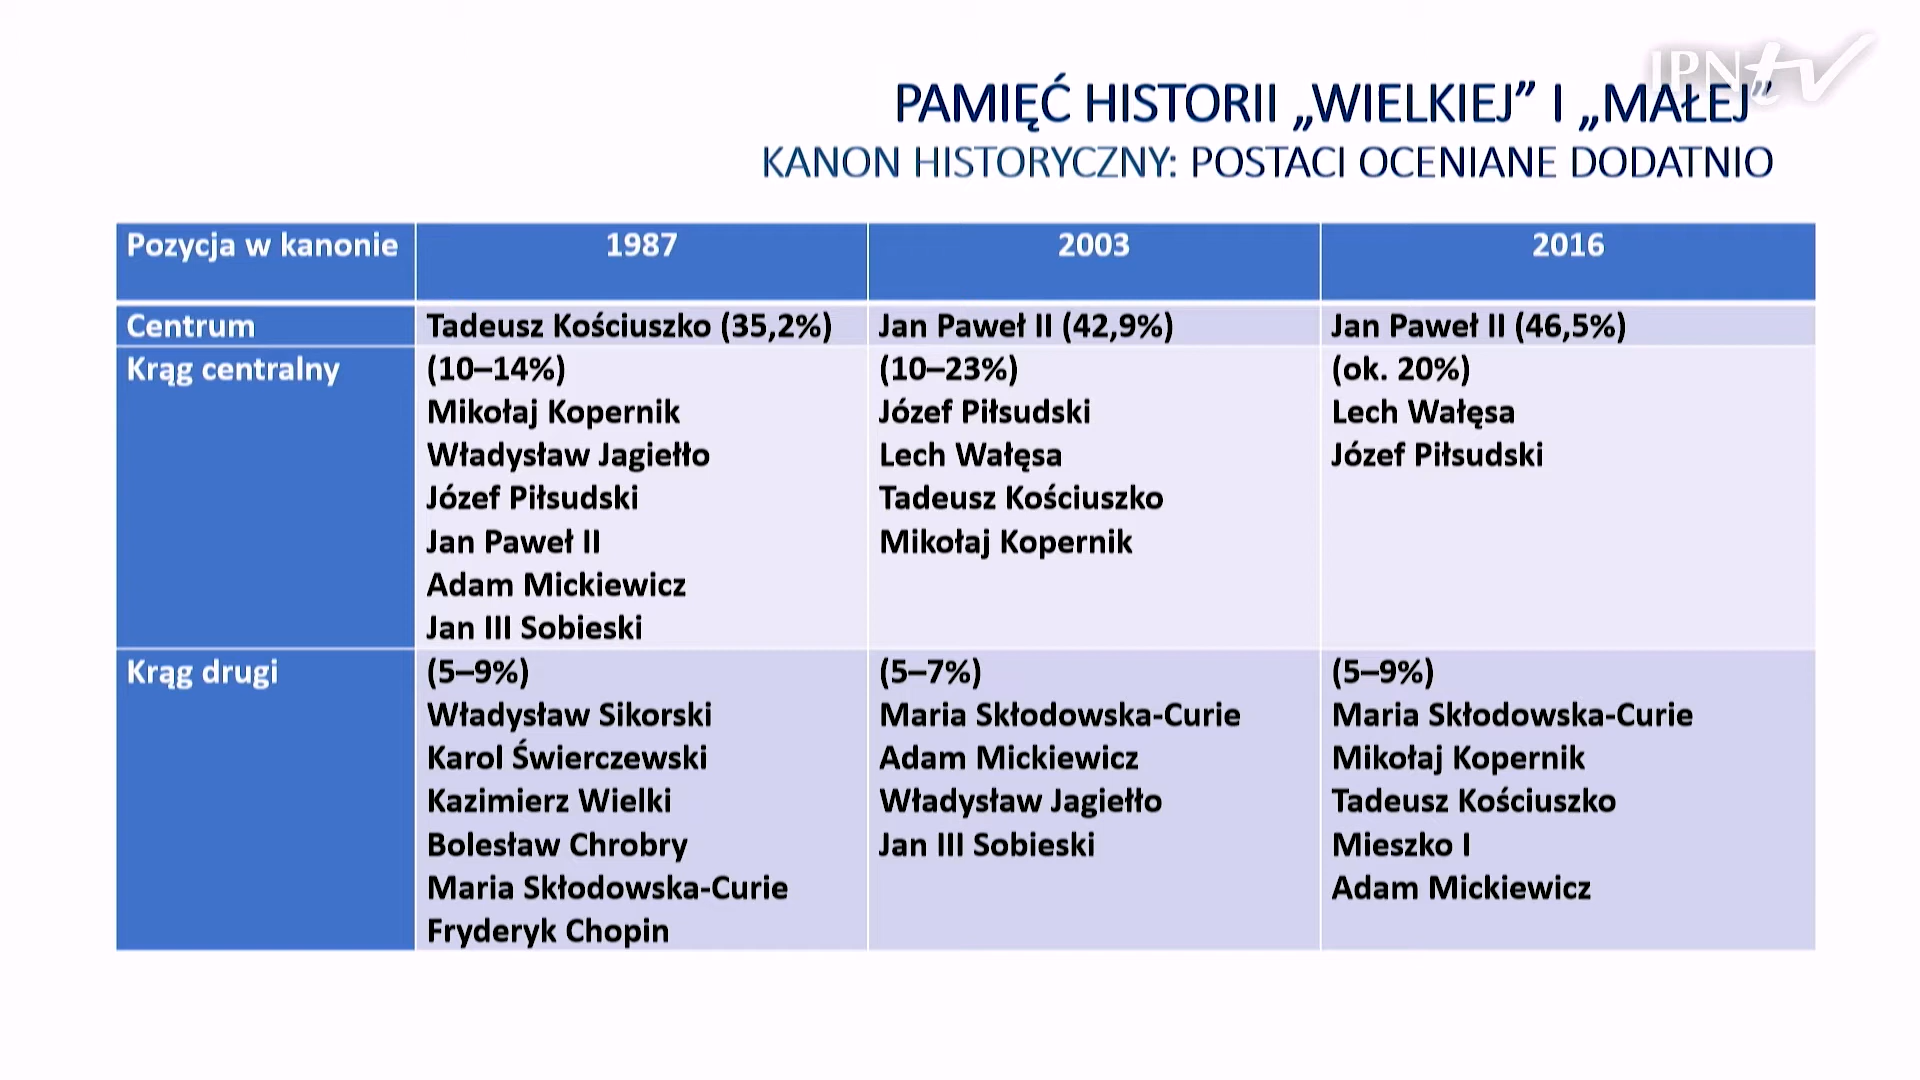 IPNtv
PAMIĘĆ HISTORII „WIELKIEJ” I „MAŁEJ”
KANON HISTORYCZNY: POSTACI OCENIANE DODATNIO
Pozycja w kanonie 1987 2003 2016
Centrum Tadeusz Kościuszko (35,2%) Jan Paweł II (42,9%) Jan Paweł II (46,5%)
Krąg centralny (10–14%) (10–23%) (ok. 20%)
Mikołaj Kopernik Józef Piłsudski Lech Wałęsa
Władysław Jagiełło Lech Wałęsa Józef Piłsudski
Józef Piłsudski Tadeusz Kościuszko
Jan Paweł II Mikołaj Kopernik
Adam Mickiewicz
Jan III Sobieski
Krąg drugi (5–9%) (5–7%) (5–9%)
Władysław Sikorski Maria Skłodowska-Curie Maria Skłodowska-Curie
Karol Świerczewski Adam Mickiewicz Mikołaj Kopernik
Kazimierz Wielki Władysław Jagiełło Tadeusz Kościuszko
Bolesław Chrobry Jan III Sobieski Mieszko I
Maria Skłodowska-Curie Adam Mickiewicz
Fryderyk Chopin